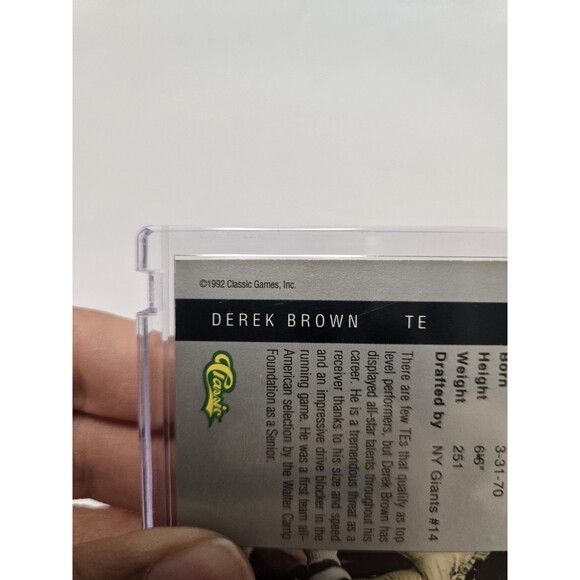 ©1992 Classic Games, Inc.
DEREK BROWN TE
Born 3-31-70
Height 6'6"
Weight 251
Drafted by NY Giants #14
There are few TEs that qualify as top
level performers, but Derek Brown has
displayed all-star talents throughout his
career. He is a tremendous threat as a
receiver thanks to his size and speed
and an impressive drive blocker in the
running game. He was a first team all-
American selection by the Walter Camp
Foundation as a Senior.
Classic